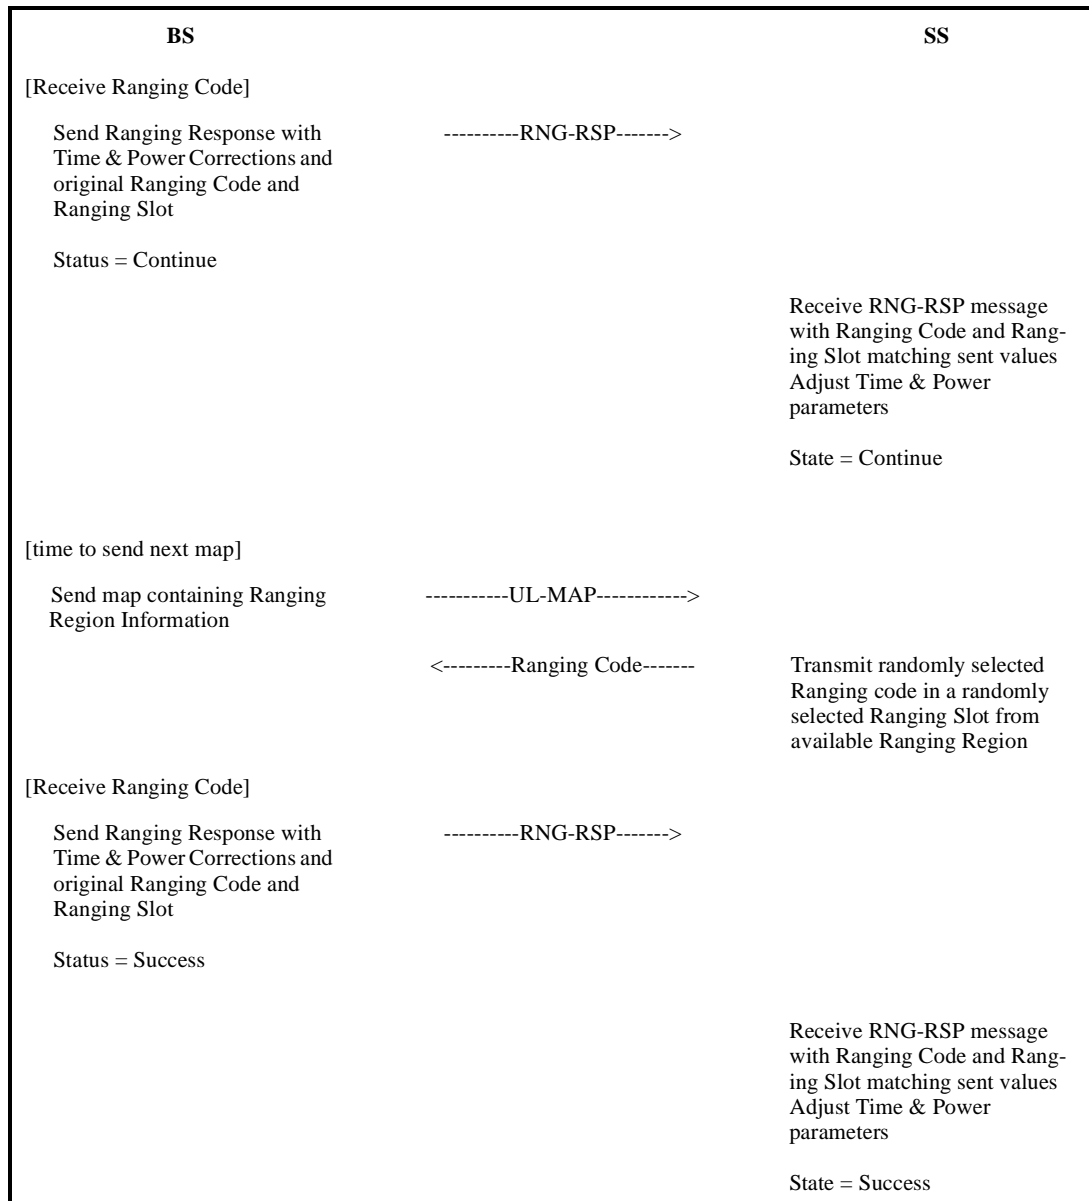 BS SS
[Receive Ranging Code]
Send Ranging Response with ----------RNG-RSP------->
Time & Power Corrections and
original Ranging Code and
Ranging Slot
Status = Continue
Receive RNG-RSP message
with Ranging Code and Rang-
ing Slot matching sent values
Adjust Time & Power
parameters
State = Continue
[time to send next map]
Send map containing Ranging -----------UL-MAP------------>
Region Information
<---------Ranging Code------- Transmit randomly selected
Ranging code in a randomly
selected Ranging Slot from
available Ranging Region
[Receive Ranging Code]
Send Ranging Response with ----------RNG-RSP------->
Time & Power Corrections and
original Ranging Code and
Ranging Slot
Status = Success
Receive RNG-RSP message
with Ranging Code and Rang-
ing Slot matching sent values
Adjust Time & Power
parameters
State = Success